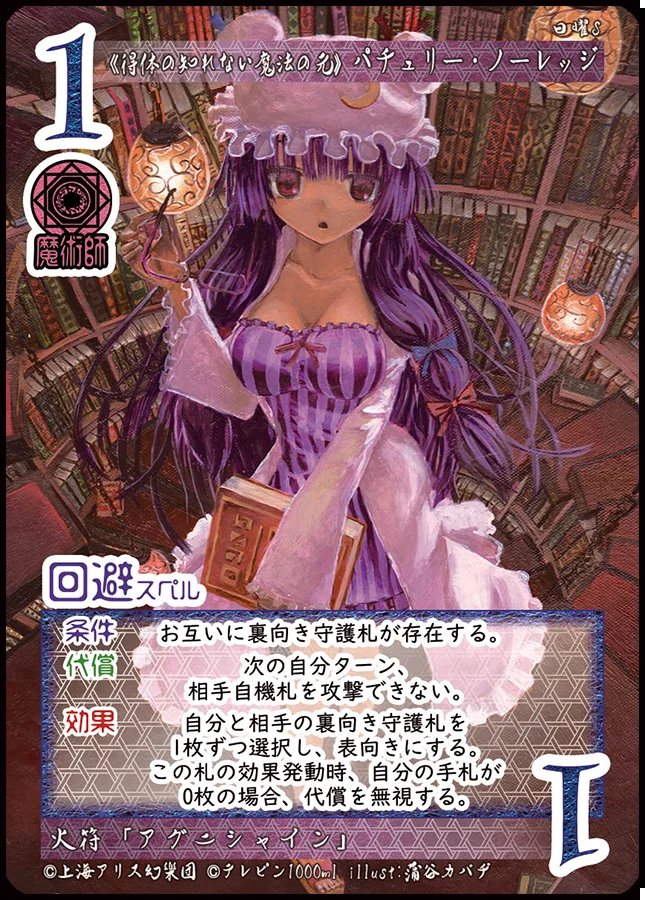 日曜S
1
《得体の知れない魔法の元》パチュリー・ノーレッジ
魔術師
回避スペル
条件 お互いに裏向き守護札が存在する。
代償 次の自分ターン、
相手自機札を攻撃できない。
効果 自分と相手の裏向き守護札を
1枚ずつ選択し、表向きにする。
この札の効果発動時、自分の手札が
0枚の場合、代償を無視する。
1
火符「アグニシャイン」
©上海アリス幻樂団 ©テレピン1000ml illust:蒲谷カバヂ